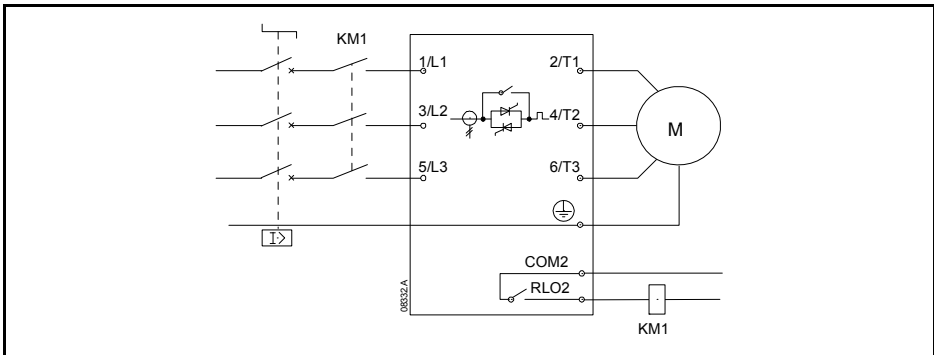 KM1
1/L1
2/T1
3/L2
4/T2
M
5/L3
6/T3
I>
COM2
RLO2
08332.A
KM1